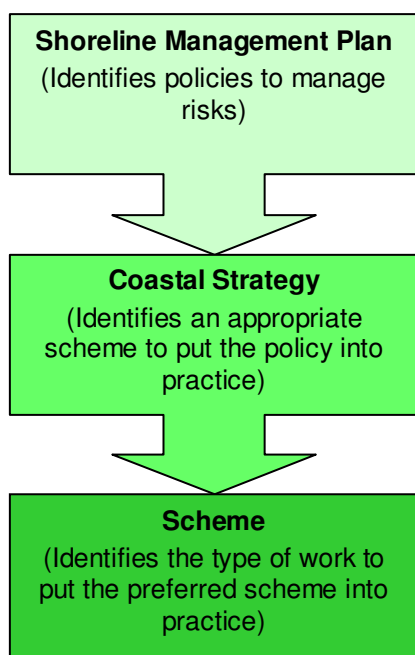 Shoreline Management Plan
(Identifies policies to manage
risks)
Coastal Strategy
(Identifies an appropriate
scheme to put the policy into
practice)
Scheme
(Identifies the type of work to
put the preferred scheme into
practice)